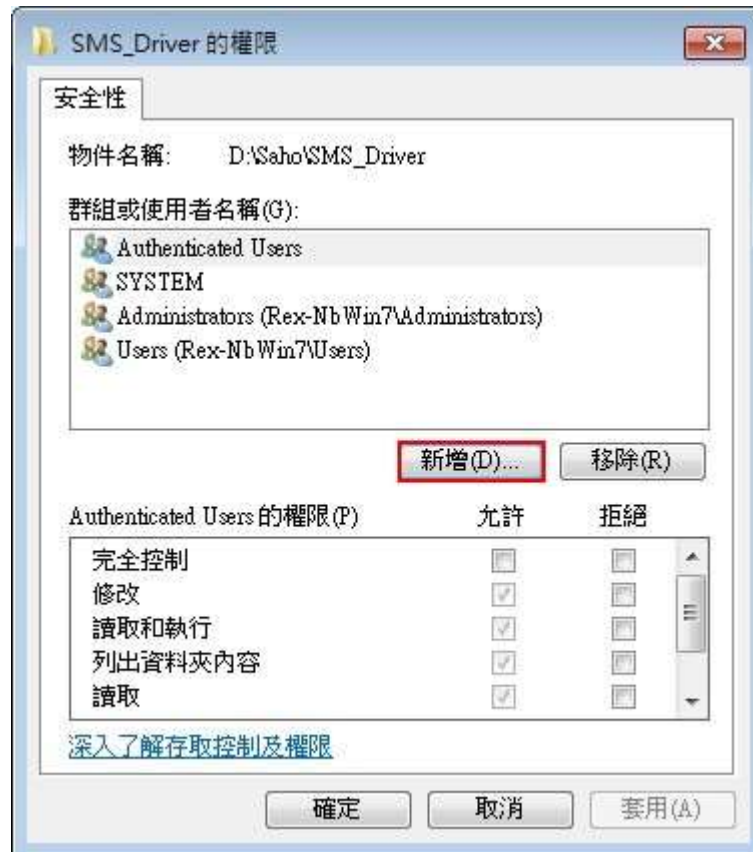 SMS_Driver 的權限
安全性
物件名稱: D:\Saho\SMS_Driver
群組或使用者名稱(G):
Authenticated Users
SYSTEM
Administrators (Rex-NbWin7\Administrators)
Users (Rex-NbWin7\Users)
新增(D)... 移除(R)
Authenticated Users 的權限(P) 允許 拒絕
完全控制
修改
讀取和執行
列出資料夾內容
讀取
深入了解存取控制及權限
確定 取消 套用(A)